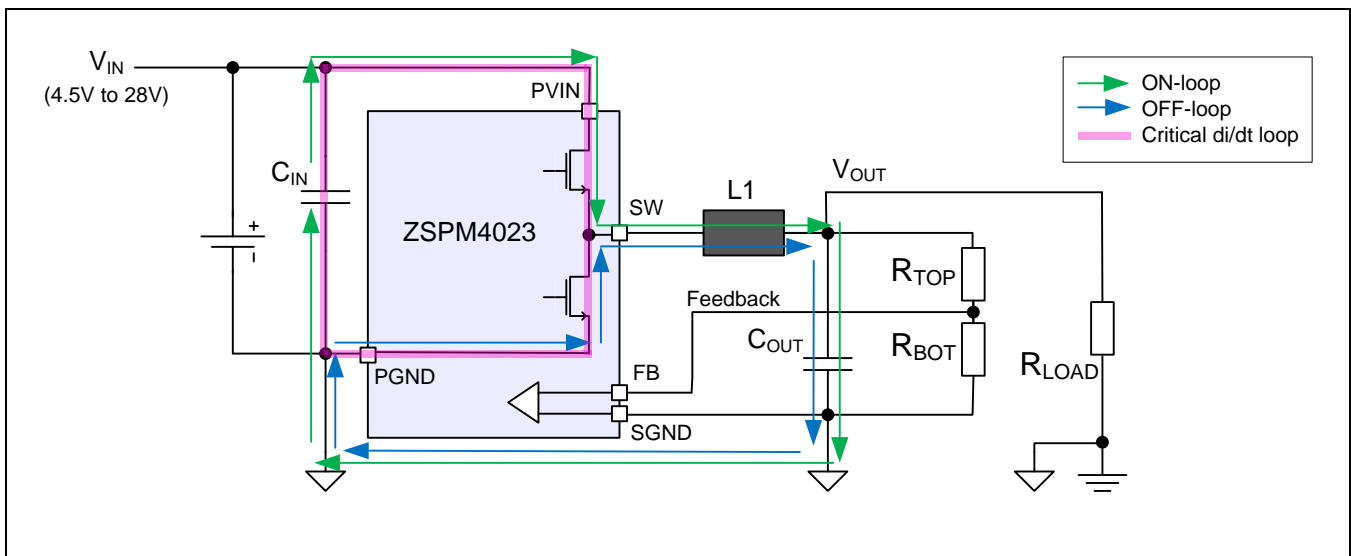 VIN
(4.5V to 28V)
PVIN
ON-loop
OFF-loop
Critical di/dt loop
CIN
VOUT
L1
SW
ZSPM4023
RTOP
Feedback
COUT
RBOT
RLOAD
PGND
FB
SGND
+